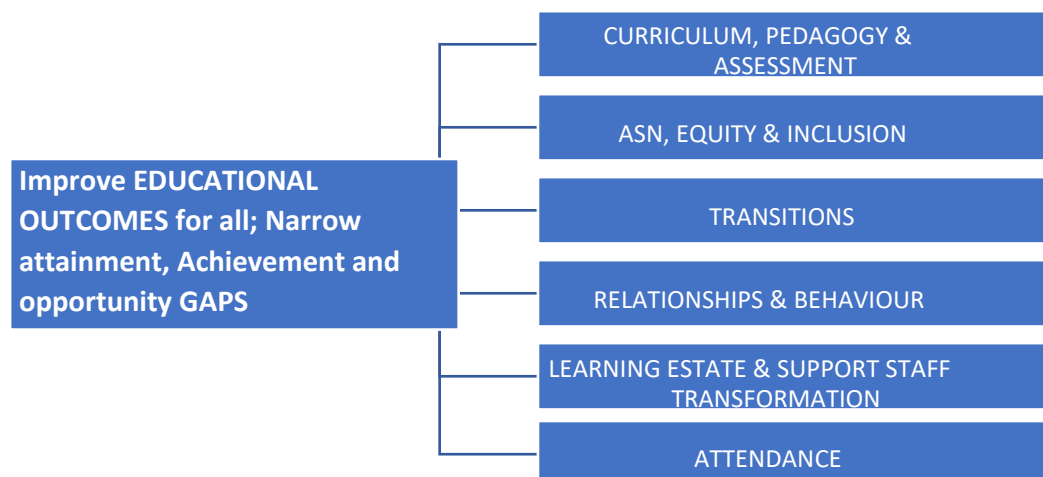 Improve EDUCATIONAL
OUTCOMES for all; Narrow
attainment, Achievement and
opportunity GAPS
CURRICULUM, PEDAGOGY &
ASSESSMENT
ASN, EQUITY & INCLUSION
TRANSITIONS
RELATIONSHIPS & BEHAVIOUR
LEARNING ESTATE & SUPPORT STAFF
TRANSFORMATION
ATTENDANCE